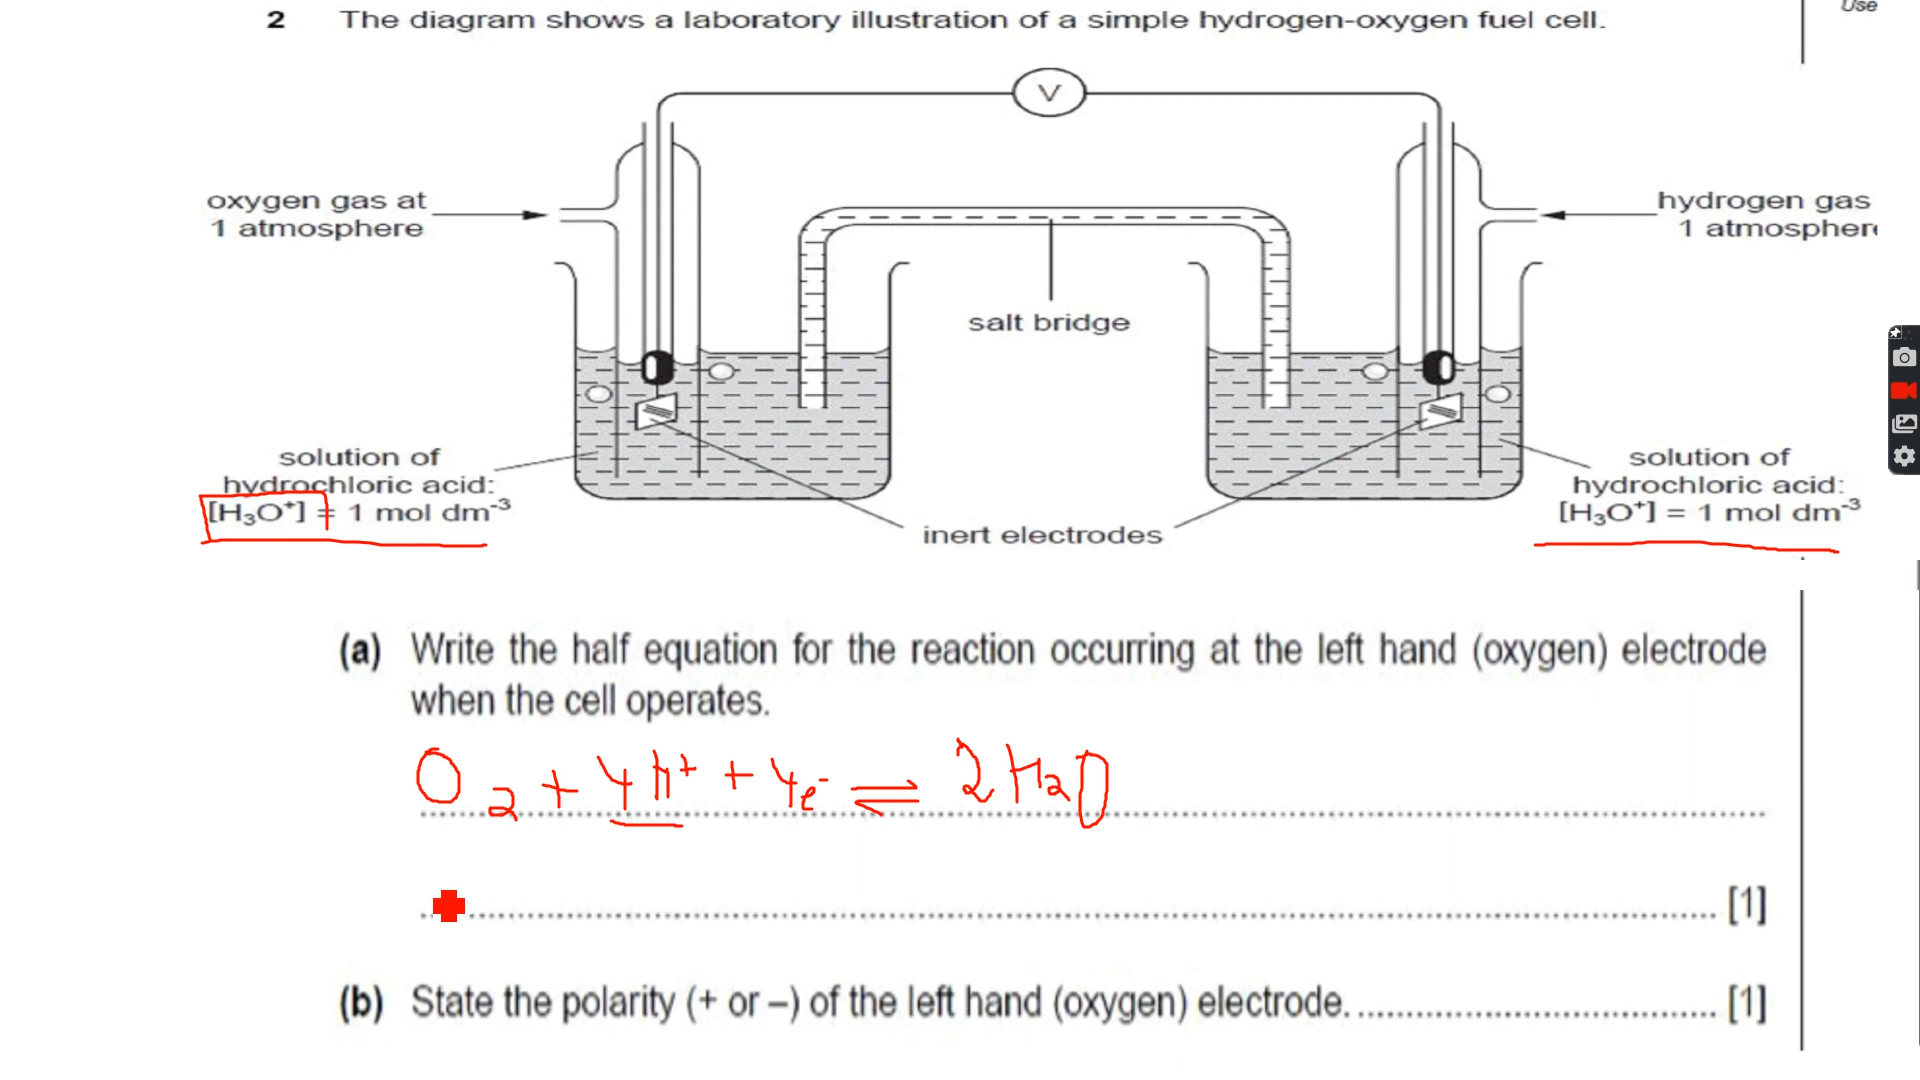 Use
2 The diagram shows a laboratory illustration of a simple hydrogen-oxygen fuel cell.
V
oxygen gas at
1 atmosphere
hydrogen gas
1 atmospher
salt bridge
solution of
hydrochloric acid:
[H₃O⁺] = 1 mol dm⁻³
inert electrodes
solution of
hydrochloric acid:
[H₃O⁺] = 1 mol dm⁻³
(a) Write the half equation for the reaction occurring at the left hand (oxygen) electrode
when the cell operates.
O₂ + 4H⁺ + 4e⁻ ⇌ 2H₂O
[1]
(b) State the polarity (+ or –) of the left hand (oxygen) electrode. [1]